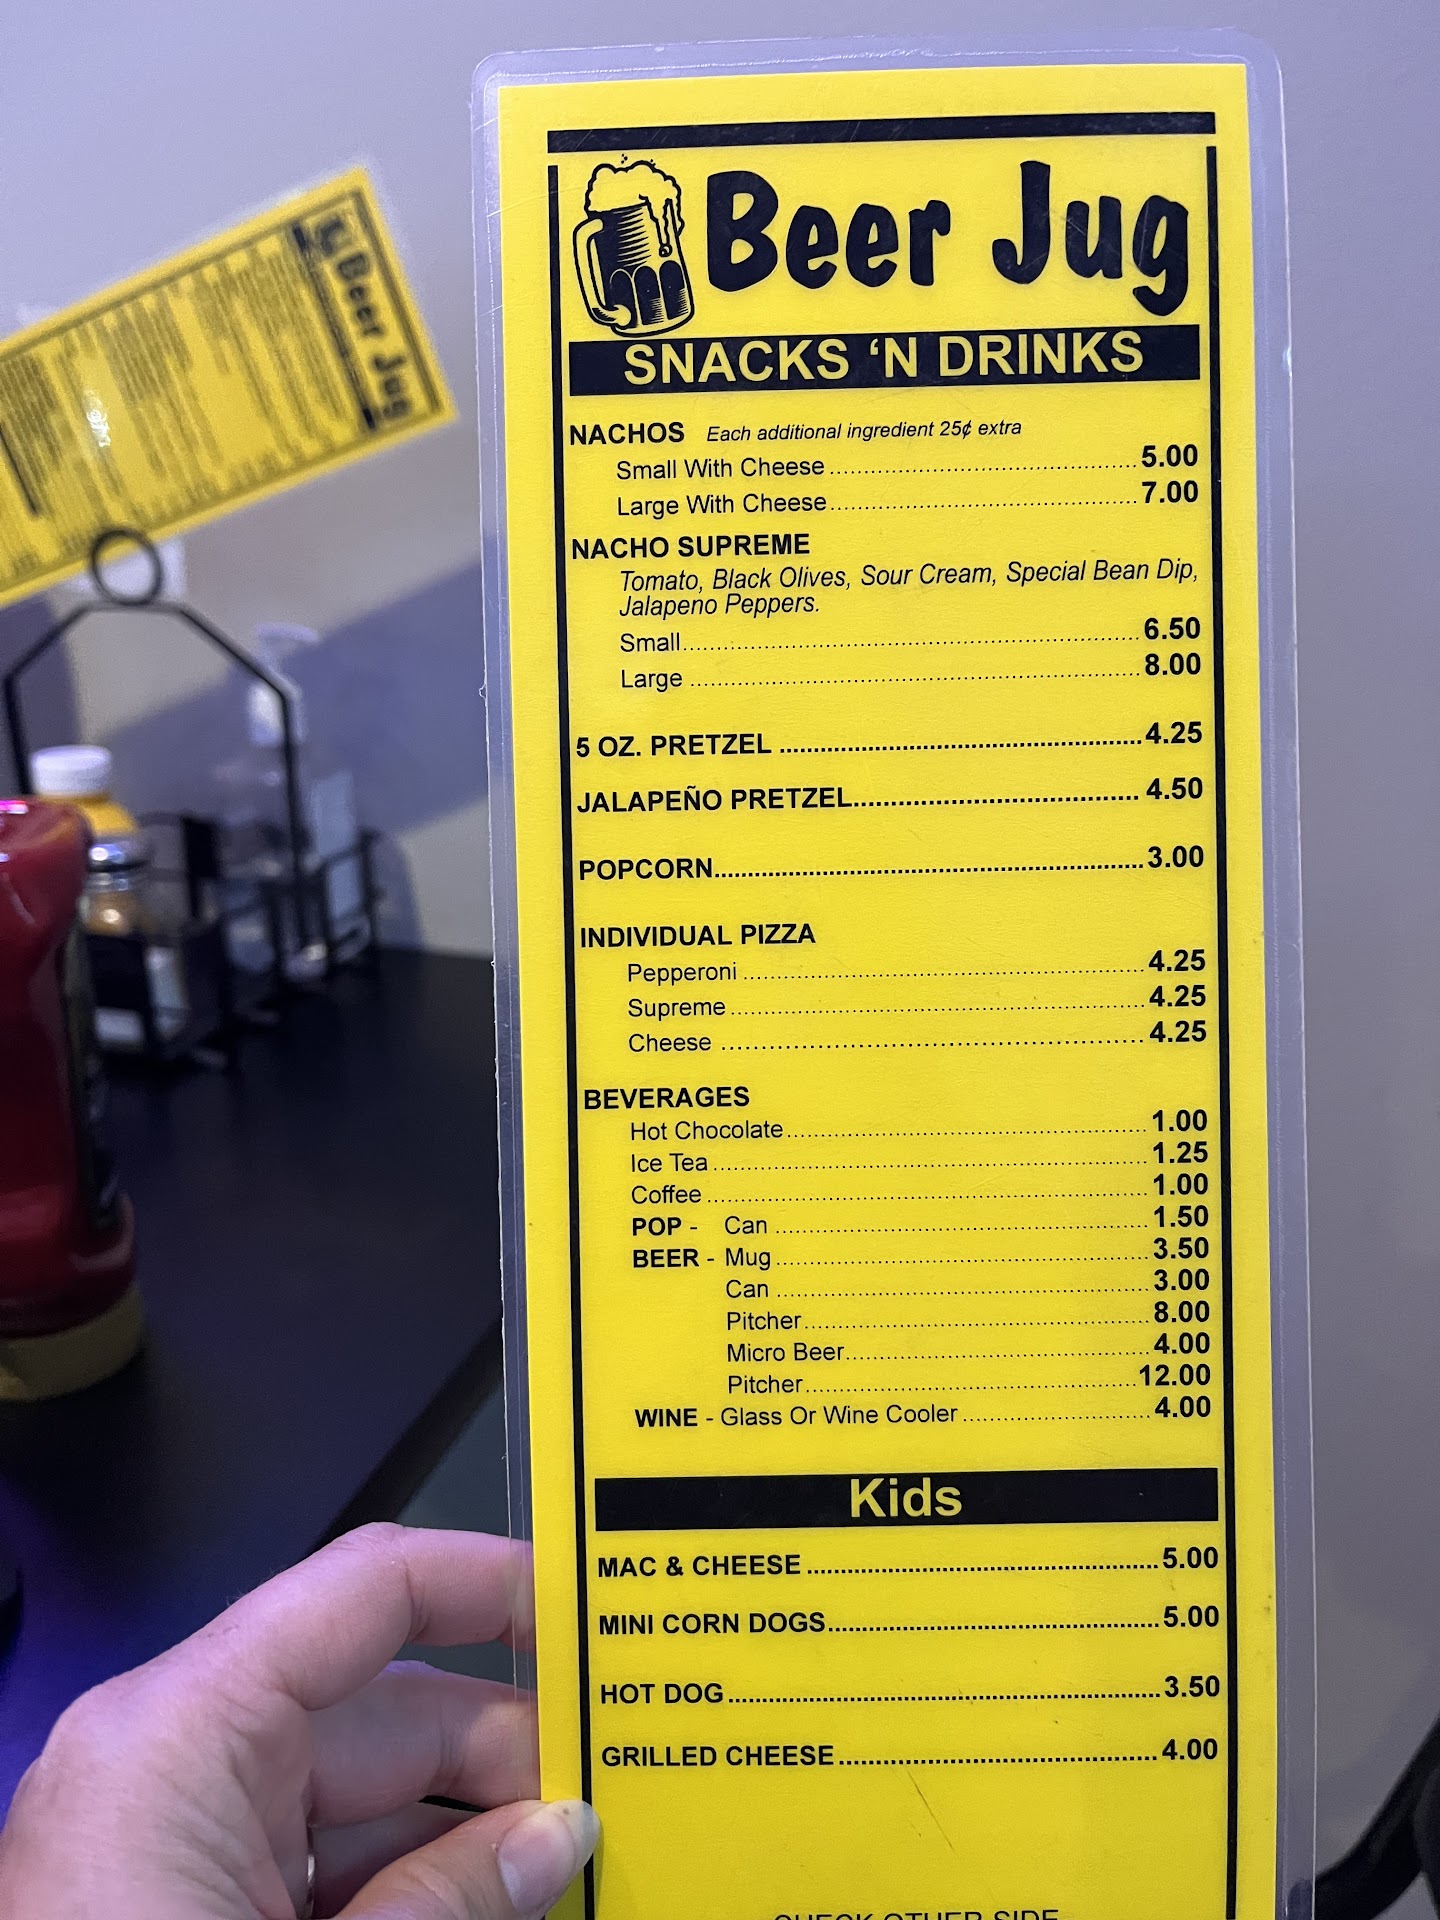 Beer Jug
Beer Jug
SNACKS ‘N DRINKS
NACHOS Each additional ingredient 25¢ extra
Small With Cheese 5.00
Large With Cheese 7.00
NACHO SUPREME
Tomato, Black Olives, Sour Cream, Special Bean Dip,
Jalapeno Peppers.
Small 6.50
Large 8.00
5 OZ. PRETZEL 4.25
JALAPEÑO PRETZEL 4.50
POPCORN 3.00
INDIVIDUAL PIZZA
Pepperoni 4.25
Supreme 4.25
Cheese 4.25
BEVERAGES
Hot Chocolate 1.00
Ice Tea 1.25
Coffee 1.00
POP - Can 1.50
BEER - Mug 3.50
Can 3.00
Pitcher 8.00
Micro Beer 4.00
Pitcher 12.00
WINE - Glass Or Wine Cooler 4.00
Kids
MAC & CHEESE 5.00
MINI CORN DOGS 5.00
HOT DOG 3.50
GRILLED CHEESE 4.00
CHECK OTHER SIDE